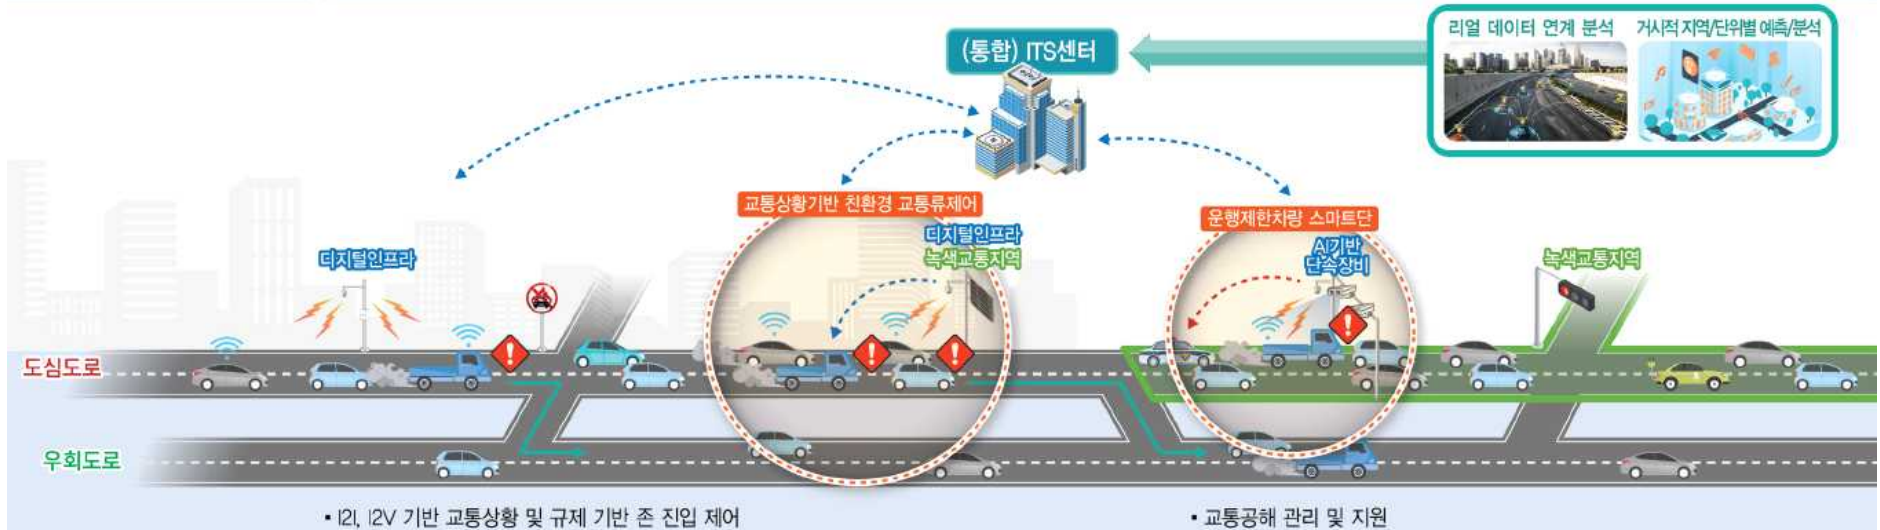 리얼 데이터 연계 분석
거시적 지역/단위별 예측/분석
(통합) ITS센터
교통상황기반 친환경 교통류제어
운행제한차량 스마트단
디지털인프라
디지털인프라
녹색교통지역
AI기반
단속장비
녹색교통지역
도심도로
우회도로
▪ I2I, I2V 기반 교통상황 및 규제 기반 존 진입 제어
▪ 교통공해 관리 및 지원